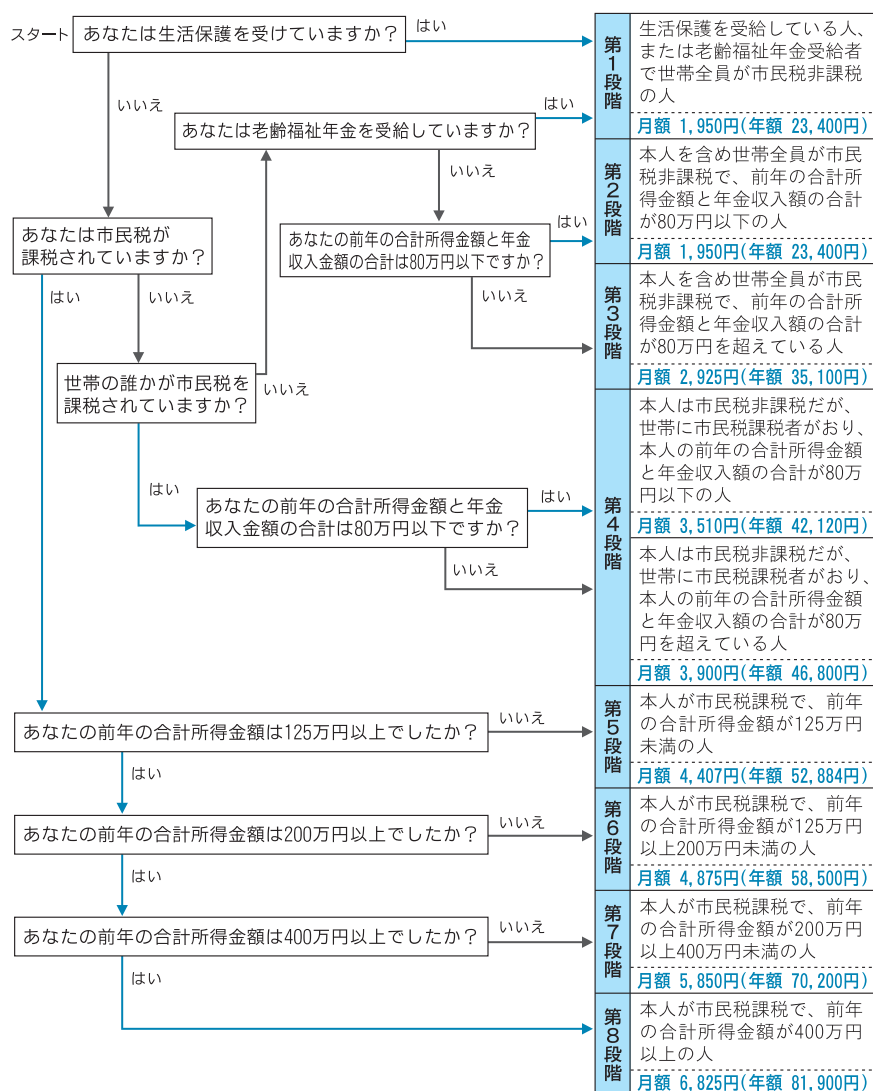 スタート
あなたは生活保護を受けていますか？
はい
いいえ
あなたは老齢福祉年金を受給していますか？
はい
いいえ
あなたは市民税が
課税されていますか？
はい
いいえ
あなたの前年の合計所得金額と年金
収入金額の合計は80万円以下ですか？
はい
いいえ
世帯の誰かが市民税を
課税されていますか？
いいえ
はい
あなたの前年の合計所得金額と年金
収入金額の合計は80万円以下ですか？
はい
いいえ
あなたの前年の合計所得金額は125万円以上でしたか？
いいえ
はい
あなたの前年の合計所得金額は200万円以上でしたか？
いいえ
はい
あなたの前年の合計所得金額は400万円以上でしたか？
いいえ
はい
第1段階
生活保護を受給している人、
または老齢福祉年金受給者
で世帯全員が市民税非課税
の人
月額 1,950円(年額 23,400円)
第2段階
本人を含め世帯全員が市民
税非課税で、前年の合計所
得金額と年金収入額の合計
が80万円以下の人
月額 1,950円(年額 23,400円)
第3段階
本人を含め世帯全員が市民
税非課税で、前年の合計所
得金額と年金収入額の合計
が80万円を超えている人
月額 2,925円(年額 35,100円)
第4段階
本人は市民税非課税だが、
世帯に市民税課税者がおり、
本人の前年の合計所得金額
と年金収入額の合計が80万
円以下の人
月額 3,510円(年額 42,120円)
本人は市民税非課税だが、
世帯に市民税課税者がおり、
本人の前年の合計所得金額
と年金収入額の合計が80万
円を超えている人
月額 3,900円(年額 46,800円)
第5段階
本人が市民税課税で、前年
の合計所得金額が125万円
未満の人
月額 4,407円(年額 52,884円)
第6段階
本人が市民税課税で、前年
の合計所得金額が125万円
以上200万円未満の人
月額 4,875円(年額 58,500円)
第7段階
本人が市民税課税で、前年
の合計所得金額が200万円
以上400万円未満の人
月額 5,850円(年額 70,200円)
第8段階
本人が市民税課税で、前年
の合計所得金額が400万円
以上の人
月額 6,825円(年額 81,900円)